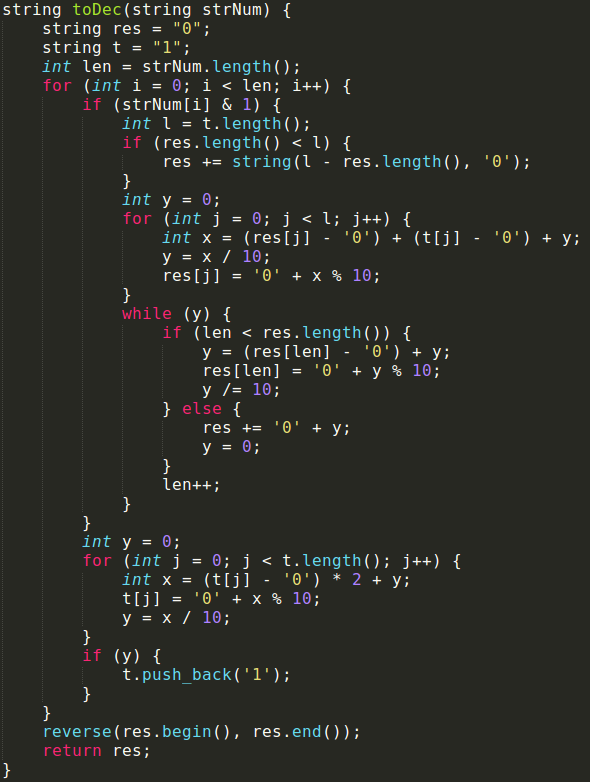 string toDec(string strNum) {
    string res = "0";
    string t = "1";
    int len = strNum.length();
    for (int i = 0; i < len; i++) {
        if (strNum[i] & 1) {
            int l = t.length();
            if (res.length() < l) {
                res += string(l - res.length(), '0');
            }
            int y = 0;
            for (int j = 0; j < l; j++) {
                int x = (res[j] - '0') + (t[j] - '0') + y;
                y = x / 10;
                res[j] = '0' + x % 10;
            }
            while (y) {
                if (len < res.length()) {
                    y = (res[len] - '0') + y;
                    res[len] = '0' + y % 10;
                    y /= 10;
                } else {
                    res += '0' + y;
                    y = 0;
                }
                len++;
            }
        }
        int y = 0;
        for (int j = 0; j < t.length(); j++) {
            int x = (t[j] - '0') * 2 + y;
            t[j] = '0' + x % 10;
            y = x / 10;
        }
        if (y) {
            t.push_back('1');
        }
    }
    reverse(res.begin(), res.end());
    return res;
}